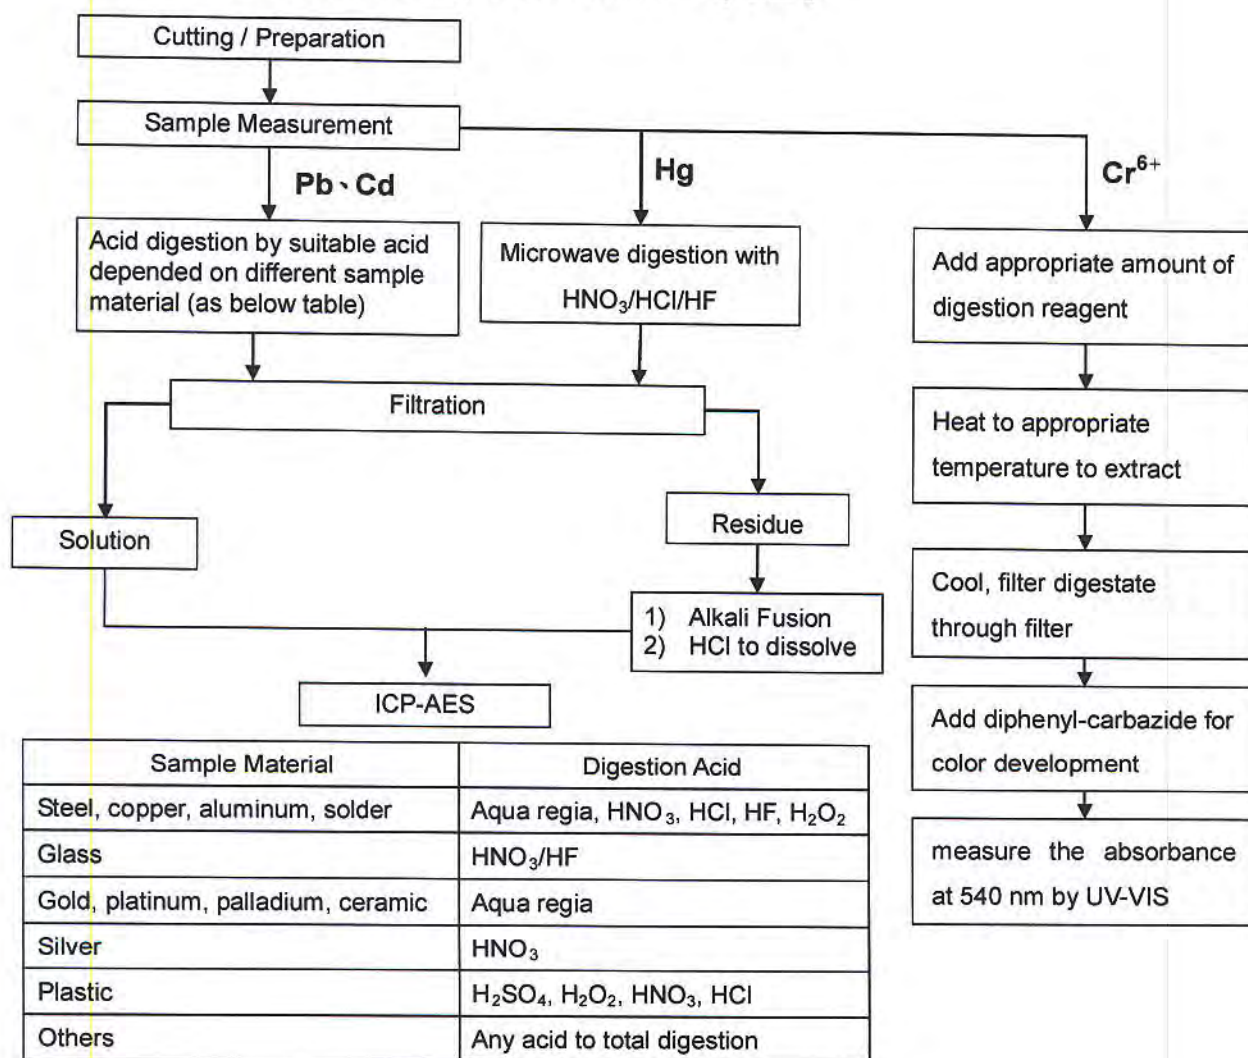 Cutting / Preparation
Sample Measurement
Pb、Cd
Hg
Cr⁶⁺
Acid digestion by suitable acid
depended on different sample
material (as below table)
Microwave digestion with
HNO₃/HCl/HF
Add appropriate amount of
digestion reagent
Filtration
Heat to appropriate
temperature to extract
Solution
Residue
1) Alkali Fusion
2) HCl to dissolve
Cool, filter digestate
through filter
ICP-AES
Add diphenyl-carbazide for
color development
measure the absorbance
at 540 nm by UV-VIS
Sample Material Digestion Acid
Steel, copper, aluminum, solder Aqua regia, HNO₃, HCl, HF, H₂O₂
Glass HNO₃/HF
Gold, platinum, palladium, ceramic Aqua regia
Silver HNO₃
Plastic H₂SO₄, H₂O₂, HNO₃, HCl
Others Any acid to total digestion